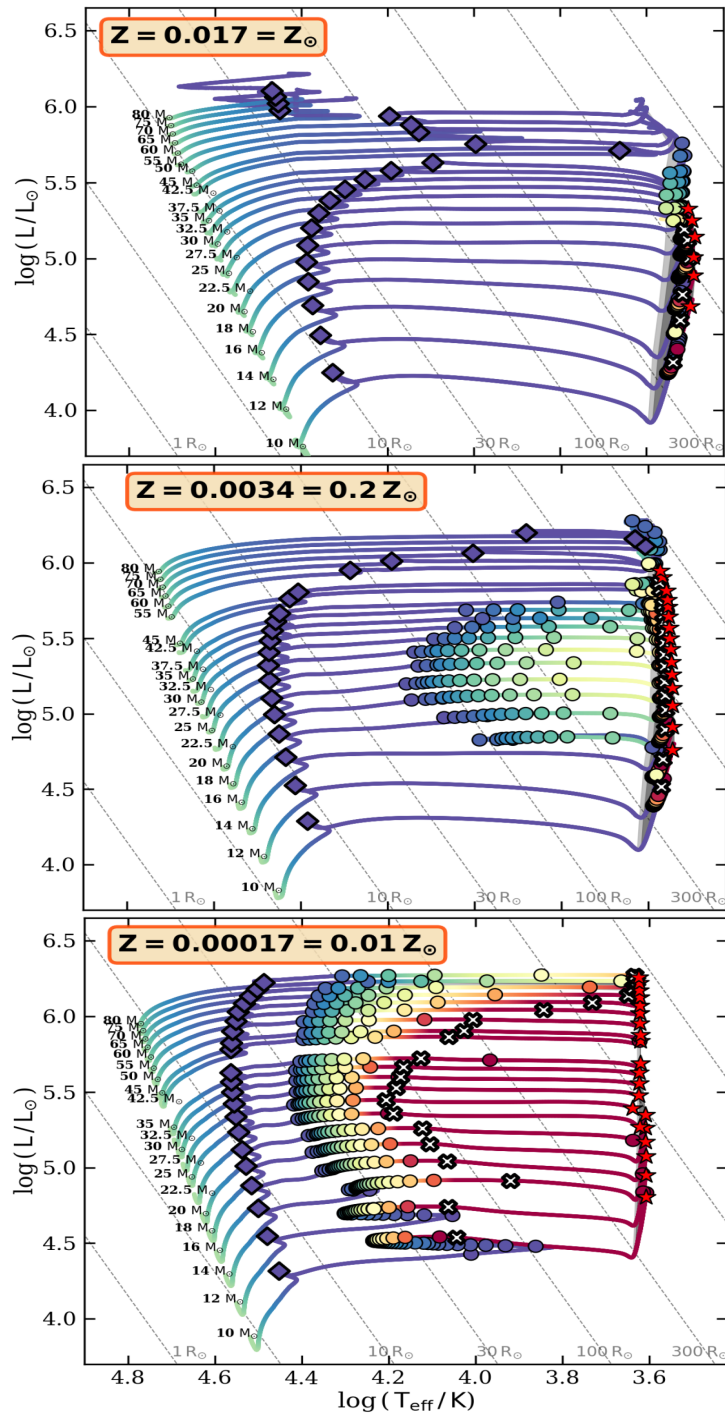 Z = 0.017 = Z⊙
log(L/L⊙)
6.5
6.0
5.5
5.0
4.5
4.0
80 M⊙
75 M⊙
70 M⊙
65 M⊙
60 M⊙
55 M⊙
50 M⊙
45 M⊙
42.5 M⊙
37.5 M⊙
35 M⊙
32.5 M⊙
30 M⊙
27.5 M⊙
25 M⊙
22.5 M⊙
20 M⊙
18 M⊙
16 M⊙
14 M⊙
12 M⊙
10 M⊙
1 R⊙ 10 R⊙ 30 R⊙ 100 R⊙ 300 R⊙
Z = 0.0034 = 0.2 Z⊙
log(L/L⊙)
6.5
6.0
5.5
5.0
4.5
4.0
80 M⊙
75 M⊙
70 M⊙
65 M⊙
60 M⊙
55 M⊙
45 M⊙
42.5 M⊙
37.5 M⊙
35 M⊙
32.5 M⊙
30 M⊙
27.5 M⊙
25 M⊙
22.5 M⊙
20 M⊙
18 M⊙
16 M⊙
14 M⊙
12 M⊙
10 M⊙
1 R⊙ 10 R⊙ 30 R⊙ 100 R⊙ 300 R⊙
Z = 0.00017 = 0.01 Z⊙
log(L/L⊙)
6.5
6.0
5.5
5.0
4.5
4.0
80 M⊙
75 M⊙
70 M⊙
65 M⊙
60 M⊙
55 M⊙
50 M⊙
45 M⊙
42.5 M⊙
35 M⊙
32.5 M⊙
30 M⊙
27.5 M⊙
25 M⊙
22.5 M⊙
20 M⊙
18 M⊙
16 M⊙
14 M⊙
12 M⊙
10 M⊙
1 R⊙ 10 R⊙ 30 R⊙ 100 R⊙ 300 R⊙
4.8 4.6 4.4 4.2 4.0 3.8 3.6
log(Teff/K)